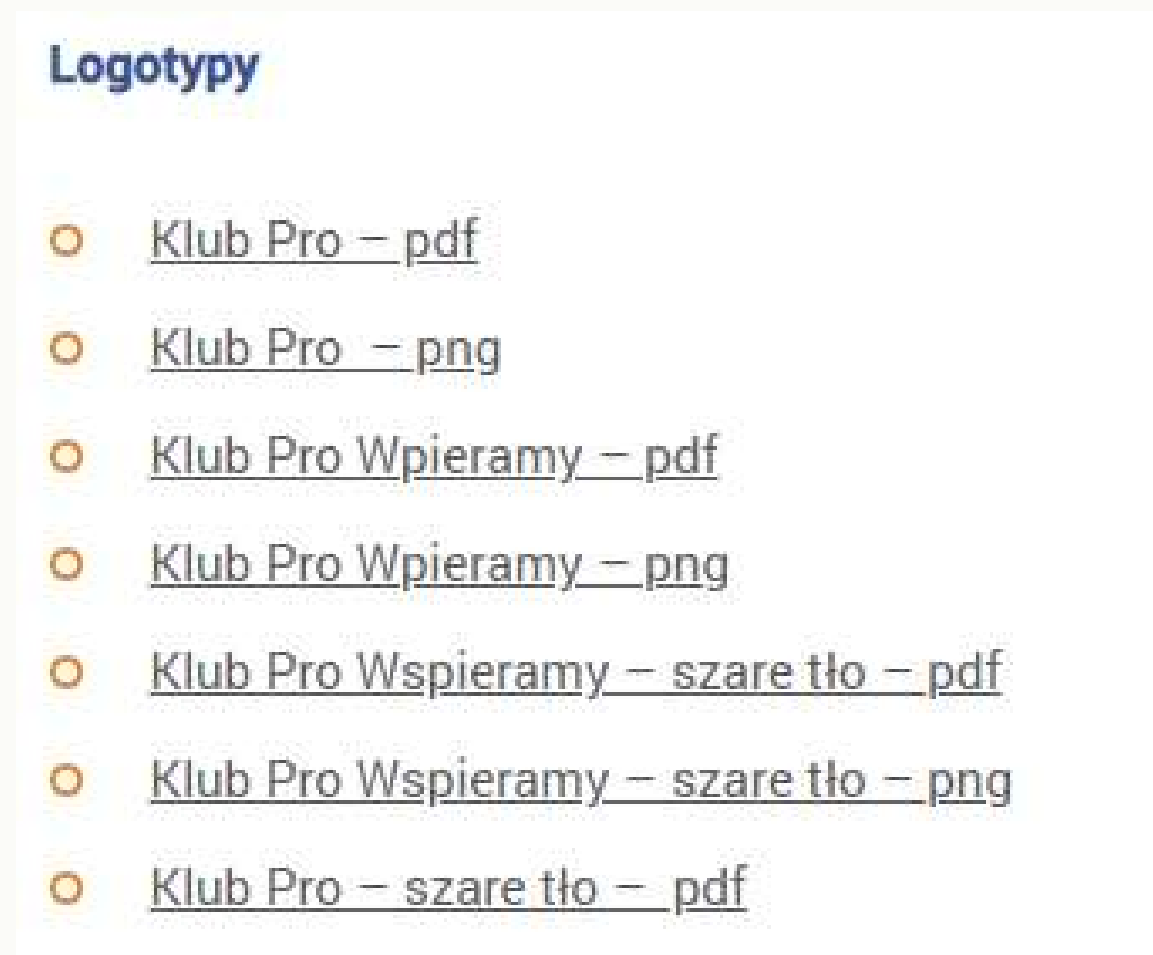 Logotypy
Klub Pro – pdf
Klub Pro – png
Klub Pro Wpieramy – pdf
Klub Pro Wpieramy – png
Klub Pro Wspieramy – szare tło – pdf
Klub Pro Wspieramy – szare tło – png
Klub Pro – szare tło – pdf